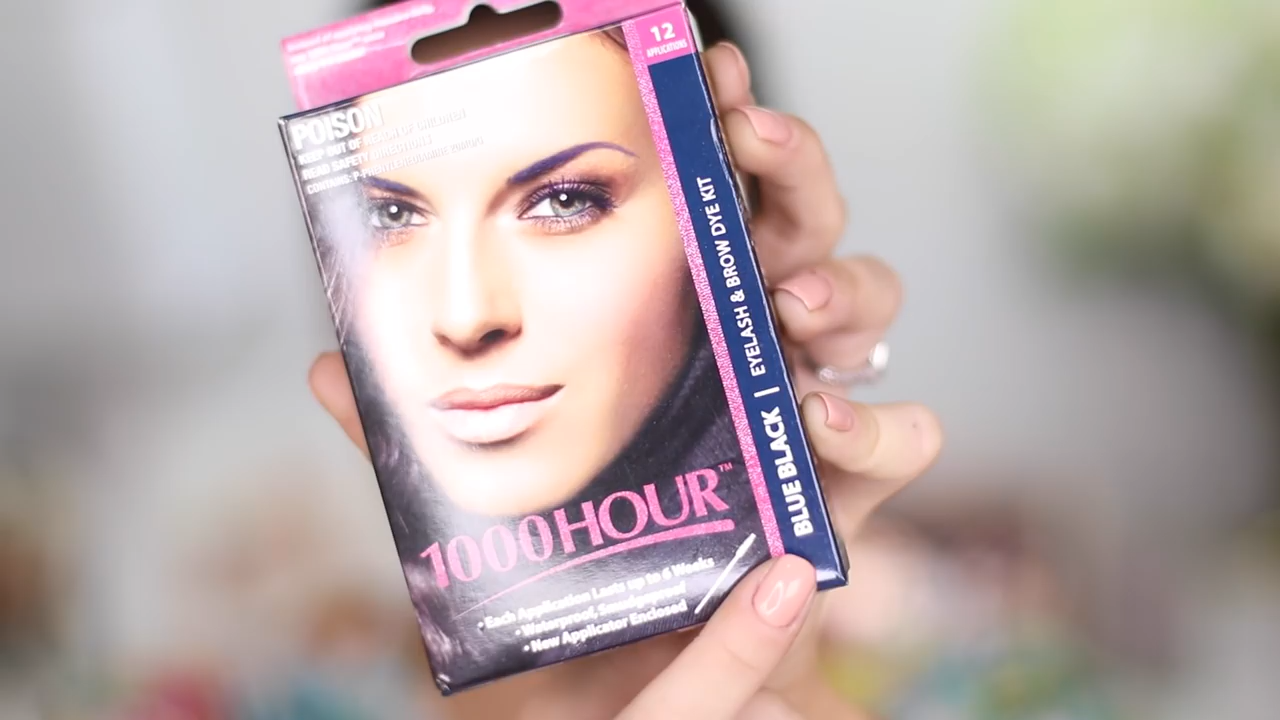 12
APPLICATIONS
POISON
KEEP OUT OF REACH OF CHILDREN
READ SAFETY DIRECTIONS
CONTAINS:
BLUE BLACK | EYELASH & BROW DYE KIT
1000HOUR™
• Each Application Lasts up to 6 Weeks
• Waterproof, Smudgeproof
• New Applicator Enclosed